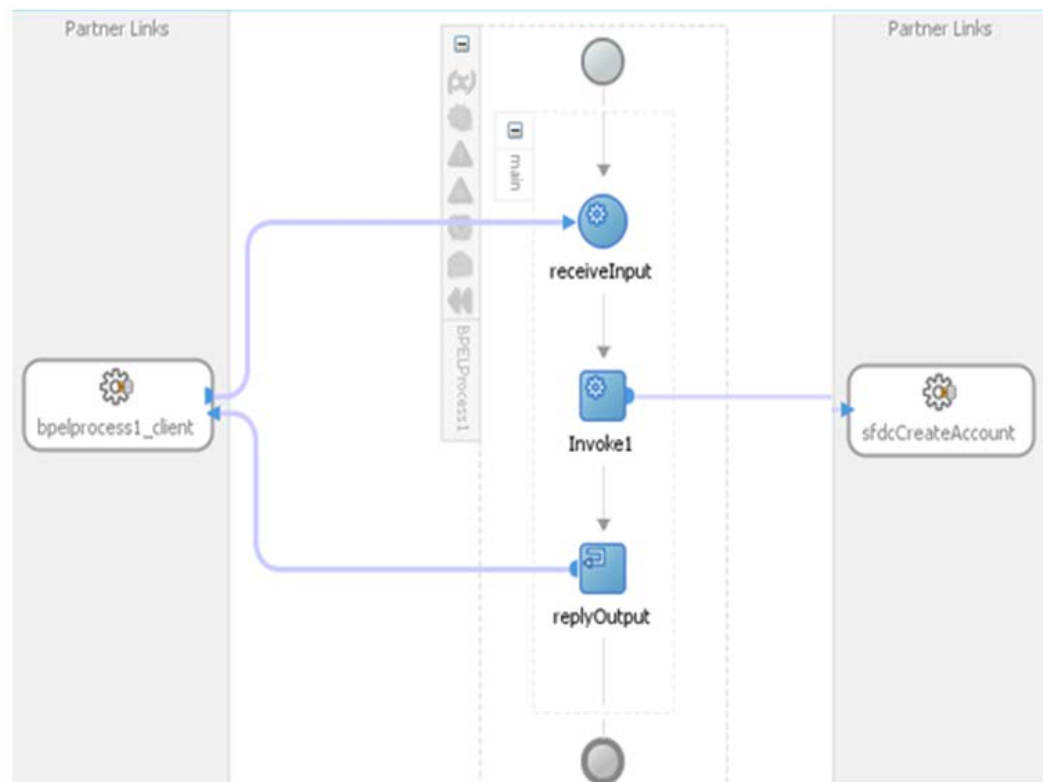 Partner Links
Partner Links
main
receiveInput
BPELProcess1
bpelprocess1_client
Invoke1
sfdcCreateAccount
replyOutput